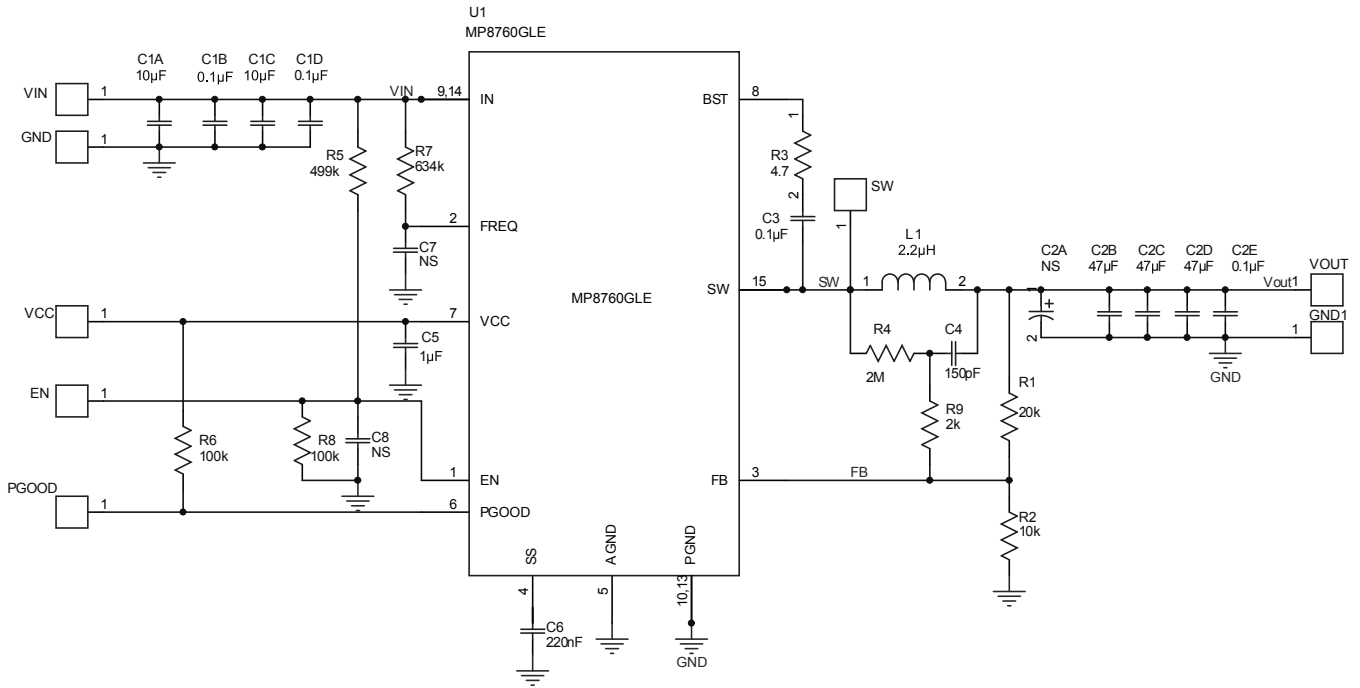 U1
MP8760GLE
C1A
10µF
C1B
0.1µF
C1C
10µF
C1D
0.1µF
VIN
1
GND
1
VIN
9,14
IN
BST
8
R5
499k
R7
634k
1
R3
4.7
2
C3
0.1µF
SW
1
2
FREQ
C7
NS
MP8760GLE
SW
15
SW
1
L1
2.2µH
2
C2A
NS
1
+
2
C2B
47µF
C2C
47µF
C2D
47µF
C2E
0.1µF
Vout1
VOUT
GND1
1
GND
VCC
1
7
VCC
C5
1µF
R4
2M
C4
150pF
R9
2k
R1
20k
EN
1
R6
100k
R8
100k
C8
NS
1
EN
FB
3
FB
PGOOD
1
6
PGOOD
R2
10k
SS
AGND
PGND
4
5
10,13
C6
220nF
GND